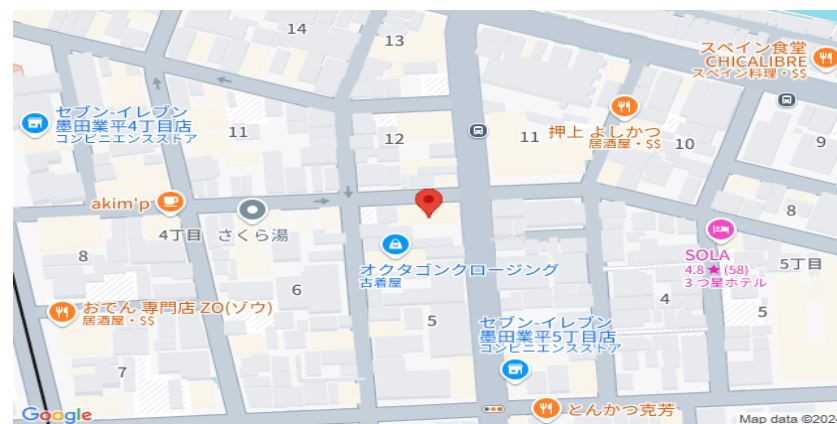 14
13
スペイン食堂
CHICALIBRE
スペイン料理・$$
セブン‐イレブン
墨田業平4丁目店
コンビニエンスストア
11
12
押上 よしかつ
居酒屋・$$
11
10
9
akim'p
4丁目
さくら湯
8
8
オクタゴンクロージング
古着屋
SOLA
4.8★(58)
3 つ星ホテル
5丁目
6
4
5
おでん 専門店 ZO(ゾウ)
居酒屋・$$
5
セブン‐イレブン
墨田業平5丁目店
コンビニエンスストア
7
とんかつ克芳
Google
Map data ©2024